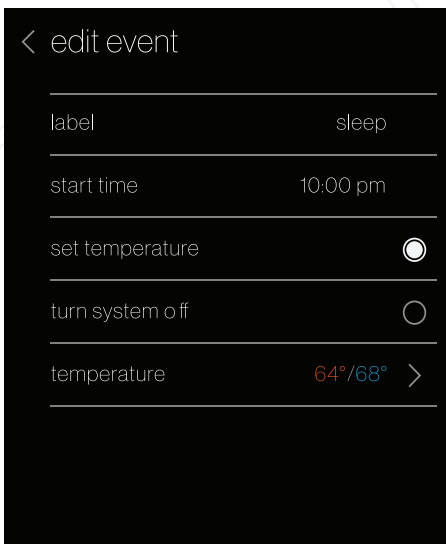 edit event
label sleep
start time 10:00 pm
set temperature
turn system off
temperature 64°/68°